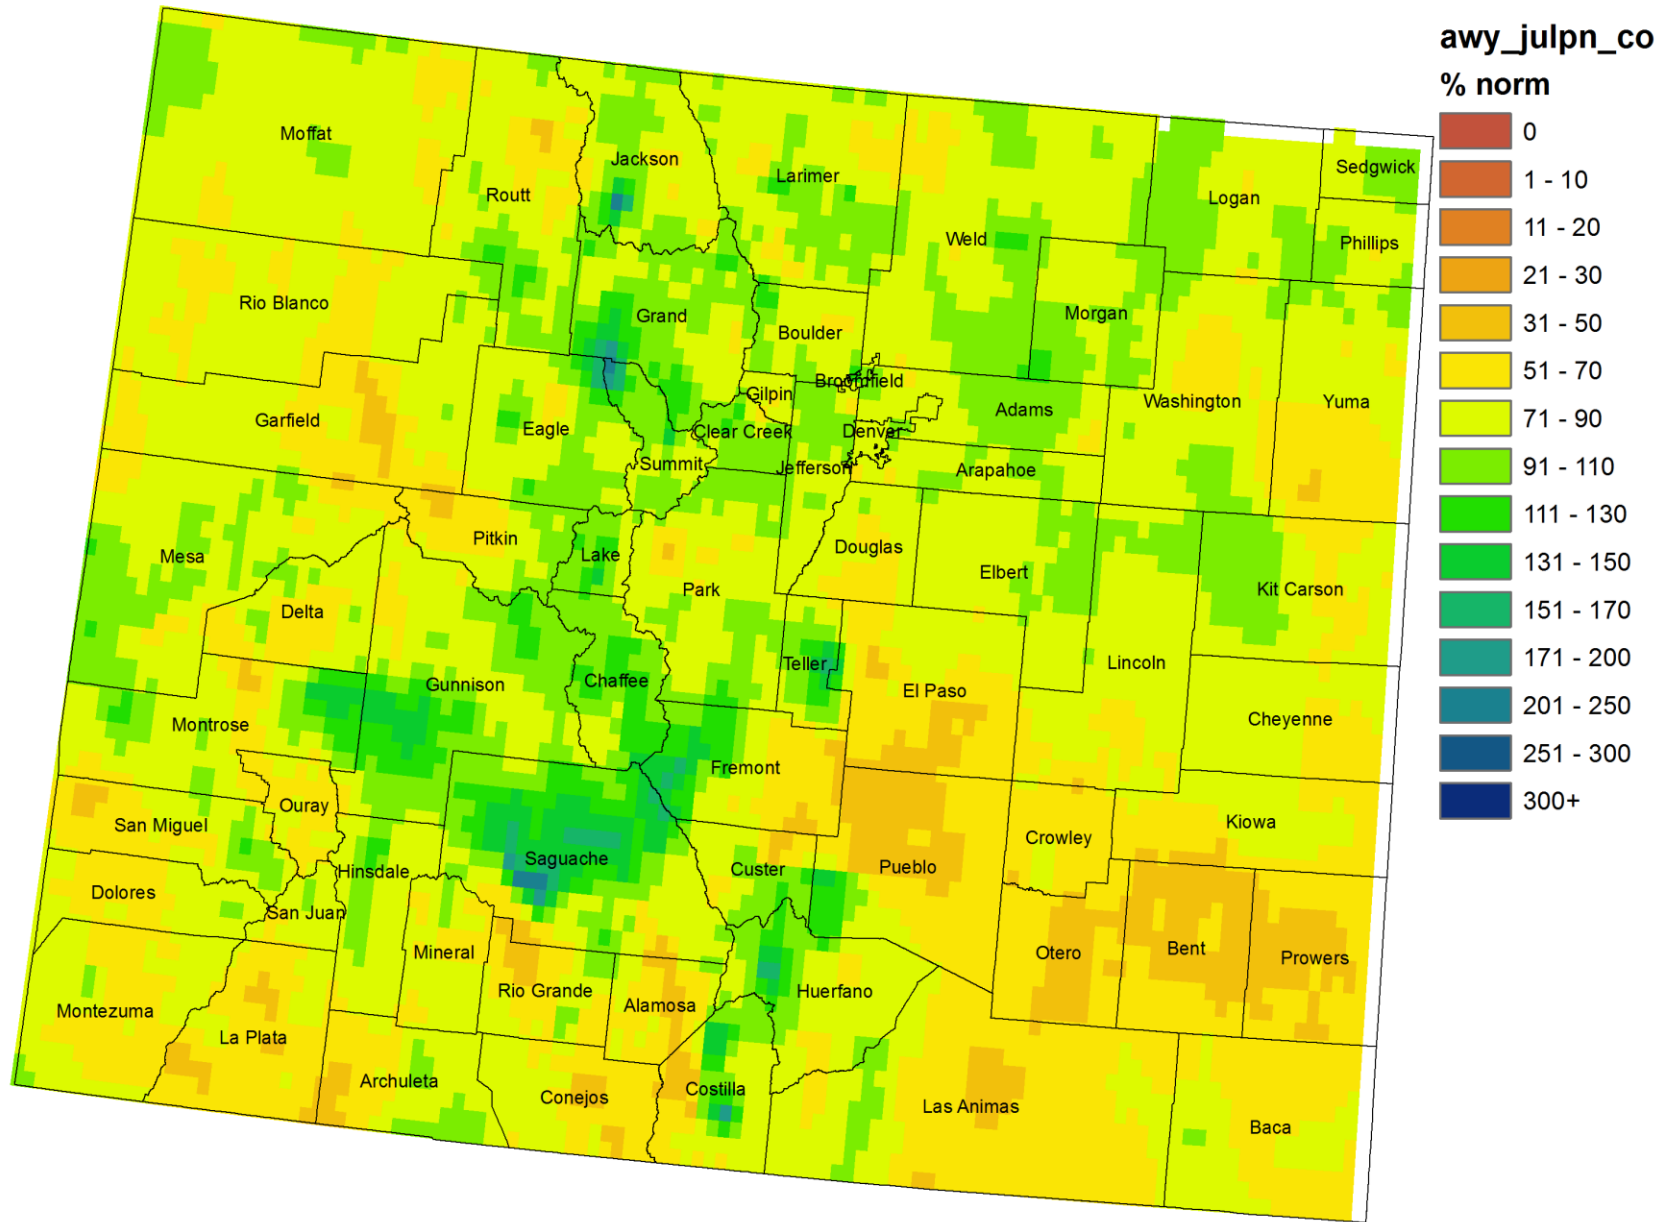 awy_julpn_co
% norm
0
1 - 10
11 - 20
21 - 30
31 - 50
51 - 70
71 - 90
91 - 110
111 - 130
131 - 150
151 - 170
171 - 200
201 - 250
251 - 300
300+
Moffat
Routt
Jackson
Larimer
Weld
Logan
Sedgwick
Phillips
Rio Blanco
Grand
Boulder
Morgan
Broomfield
Gilpin
Garfield
Eagle
Clear Creek
Denver
Adams
Washington
Yuma
Summit
Jefferson
Arapahoe
Mesa
Pitkin
Lake
Park
Douglas
Elbert
Kit Carson
Delta
Gunnison
Chaffee
Teller
El Paso
Lincoln
Cheyenne
Montrose
Fremont
Ouray
San Miguel
Saguache
Custer
Pueblo
Crowley
Kiowa
Hinsdale
Dolores
San Juan
Mineral
Rio Grande
Alamosa
Huerfano
Otero
Bent
Prowers
Montezuma
La Plata
Archuleta
Conejos
Costilla
Las Animas
Baca